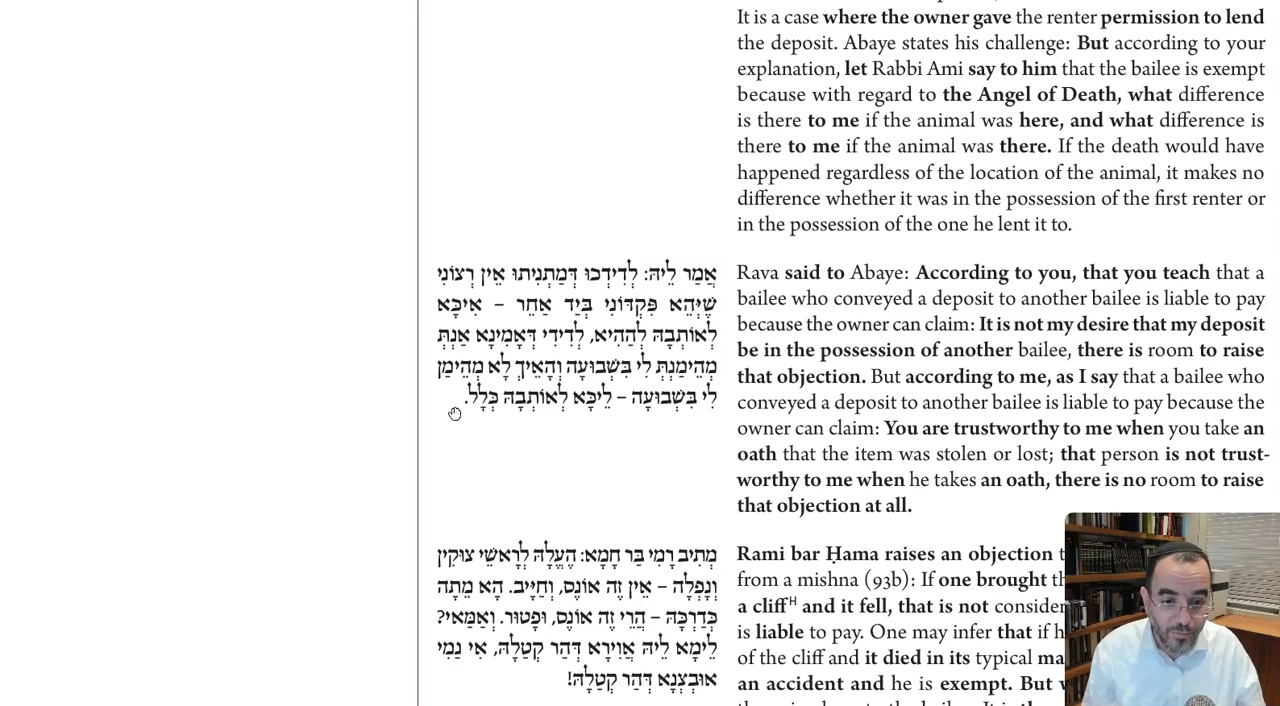 It is a case where the owner gave the renter permission to lend
the deposit. Abaye states his challenge: But according to your
explanation, let Rabbi Ami say to him that the bailee is exempt
because with regard to the Angel of Death, what difference
is there to me if the animal was here, and what difference is
there to me if the animal was there. If the death would have
happened regardless of the location of the animal, it makes no
difference whether it was in the possession of the first renter or
in the possession of the one he lent it to.
אֲמַר לֵיהּ: לְדִידְכוּ דְּמַתְנִיתוּ אֵין רְצוֹנִי
שֶׁיְּהֵא פִּקְדוֹנִי בְּיַד אַחֵר – אִיכָּא
לְאוֹתְבַהּ לְהַהִיא, לְדִידִי דְּאָמֵינָא אַנְתְּ
מְהֵימַנְתְּ לִי בִּשְׁבוּעָה וְהָאֵיךְ לָא מְהֵימַן
לִי בִּשְׁבוּעָה – לֵיכָּא לְאוֹתְבַהּ כְּלָל.
Rava said to Abaye: According to you, that you teach that a
bailee who conveyed a deposit to another bailee is liable to pay
because the owner can claim: It is not my desire that my deposit
be in the possession of another bailee, there is room to raise
that objection. But according to me, as I say that a bailee who
conveyed a deposit to another bailee is liable to pay because the
owner can claim: You are trustworthy to me when you take an
oath that the item was stolen or lost; that person is not trust-
worthy to me when he takes an oath, there is no room to raise
that objection at all.
מְתִיב רָמִי בַּר חָמָא: הֶעֱלָהּ לְרָאשֵׁי צוּקִין
וְנָפְלָה – אֵין זֶה אוֹנֶס, וְחַיָּיב. הָא מֵתָה
כְּדַרְכָּהּ – הֲרֵי זֶה אוֹנֶס, וּפָטוּר. וְאַמַּאי?
לֵימָא לֵיהּ אֲוִירָא דְּהַר קְטַלָהּ, אִי נַמִי
אוּבְצָנָא דְּהַר קְטַלָהּ!
Rami bar Ḥama raises an objection
from a mishna (93b): If one brought
a cliffᴴ and it fell, that is not
is liable to pay. One may infer that if
of the cliff and it died in its typical
an accident and he is exempt. But